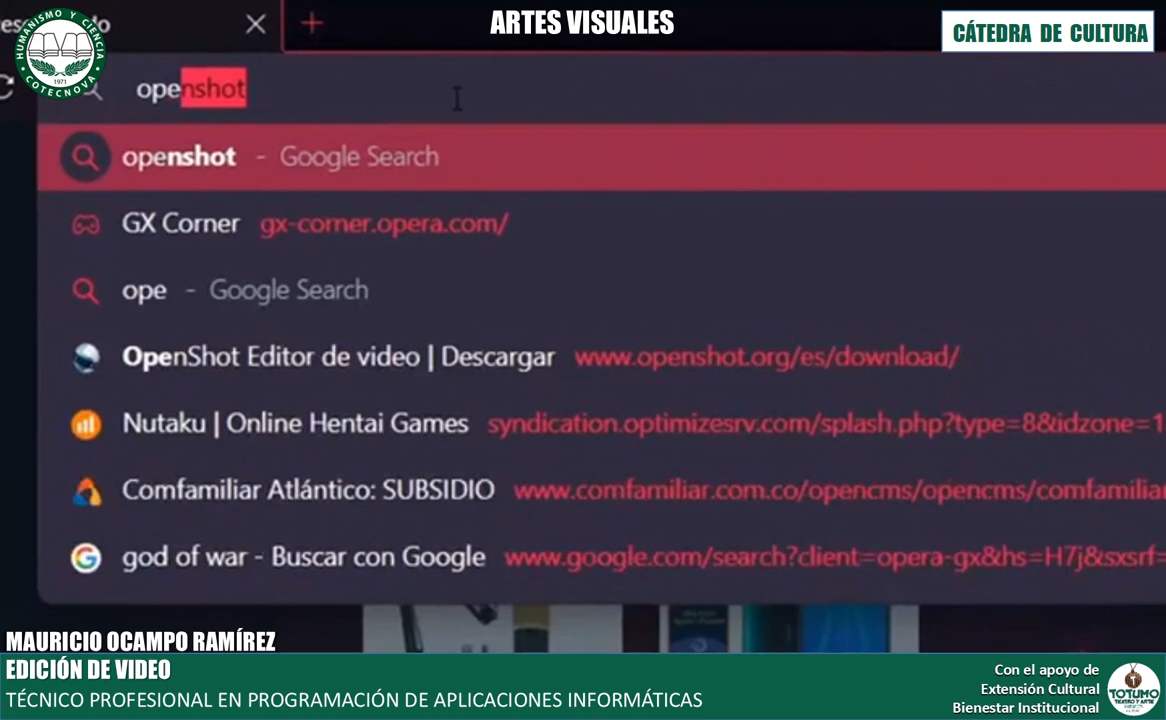 ARTES VISUALES
CÁTEDRA DE CULTURA
HUMANISMO Y CIENCIA
1971
COTECNOVA
openshot
openshot - Google Search
GX Corner gx-corner.opera.com/
ope - Google Search
OpenShot Editor de video | Descargar www.openshot.org/es/download/
Nutaku | Online Hentai Games syndication.optimizesrv.com/splash.php?type=8&idzone=1
Comfamiliar Atlántico: SUBSIDIO www.comfamiliar.com.co/opencms/opencms/comfamiliar
god of war - Buscar con Google www.google.com/search?client=opera-gx&hs=H7j&sxsrf=
MAURICIO OCAMPO RAMÍREZ
EDICIÓN DE VIDEO
TÉCNICO PROFESIONAL EN PROGRAMACIÓN DE APLICACIONES INFORMÁTICAS
Con el apoyo de
Extensión Cultural
Bienestar Institucional
TOTUMO
TEATRO Y ARTE